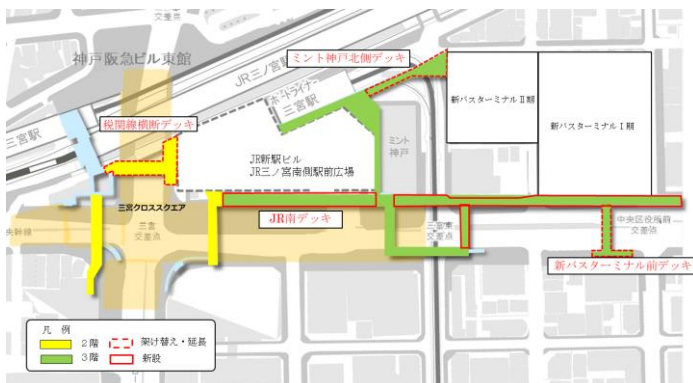 交差点
神戸阪急ビル東館
ミント神戸北側デッキ
JR三ノ宮駅
ポートライナー
三宮駅
新バスターミナルⅡ期
新バスターミナルⅠ期
三宮駅
税関線横断デッキ
ミント
神戸
JR新駅ビル
JR三ノ宮南側駅前広場
三宮クロススクエア
JR南デッキ
三宮
交差点
三宮東
交差点
中央区役所前
交差点
央幹線
新バスターミナル前デッキ
凡 例
2階
架け替え・延長
3階
新設